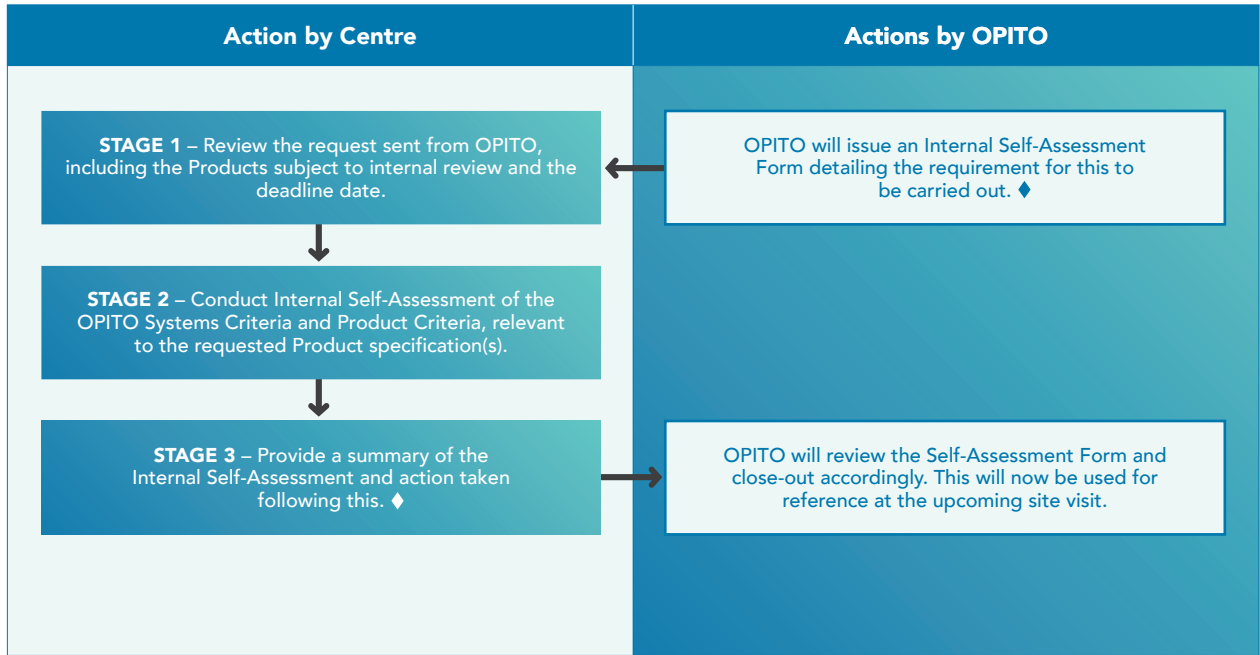 Action by Centre
Actions by OPITO
STAGE 1 – Review the request sent from OPITO,
including the Products subject to internal review and the
deadline date.
OPITO will issue an Internal Self-Assessment
Form detailing the requirement for this to
be carried out. ♦
STAGE 2 – Conduct Internal Self-Assessment of the
OPITO Systems Criteria and Product Criteria, relevant
to the requested Product specification(s).
STAGE 3 – Provide a summary of the
Internal Self-Assessment and action taken
following this. ♦
OPITO will review the Self-Assessment Form and
close-out accordingly. This will now be used for
reference at the upcoming site visit.